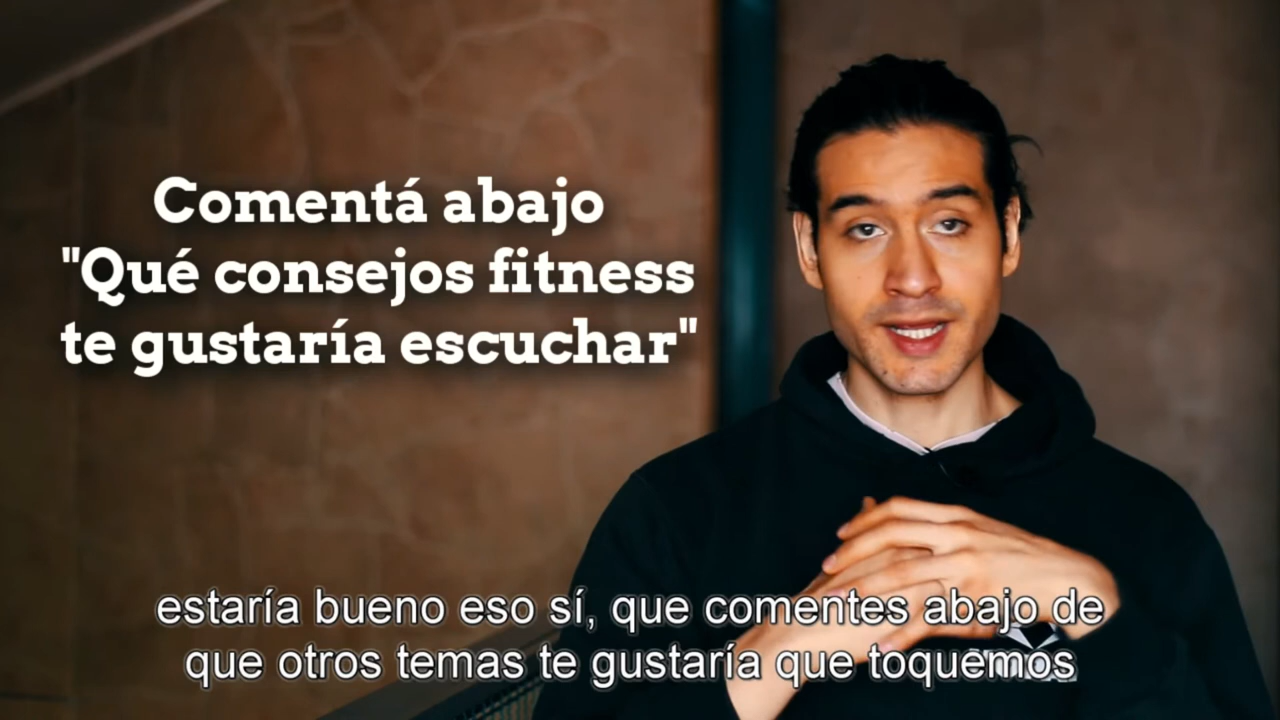 Comentá abajo
"Qué consejos fitness
te gustaría escuchar"
estaría bueno eso sí, que comentes abajo de
que otros temas te gustaría que toquemos